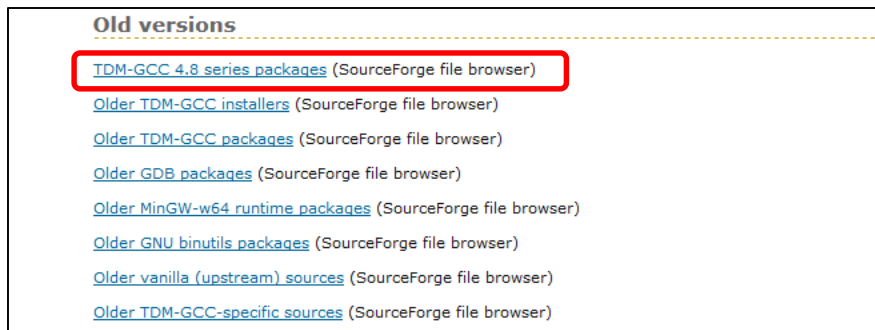 Old versions
TDM-GCC 4.8 series packages (SourceForge file browser)
Older TDM-GCC installers (SourceForge file browser)
Older TDM-GCC packages (SourceForge file browser)
Older GDB packages (SourceForge file browser)
Older MinGW-w64 runtime packages (SourceForge file browser)
Older GNU binutils packages (SourceForge file browser)
Older vanilla (upstream) sources (SourceForge file browser)
Older TDM-GCC-specific sources (SourceForge file browser)